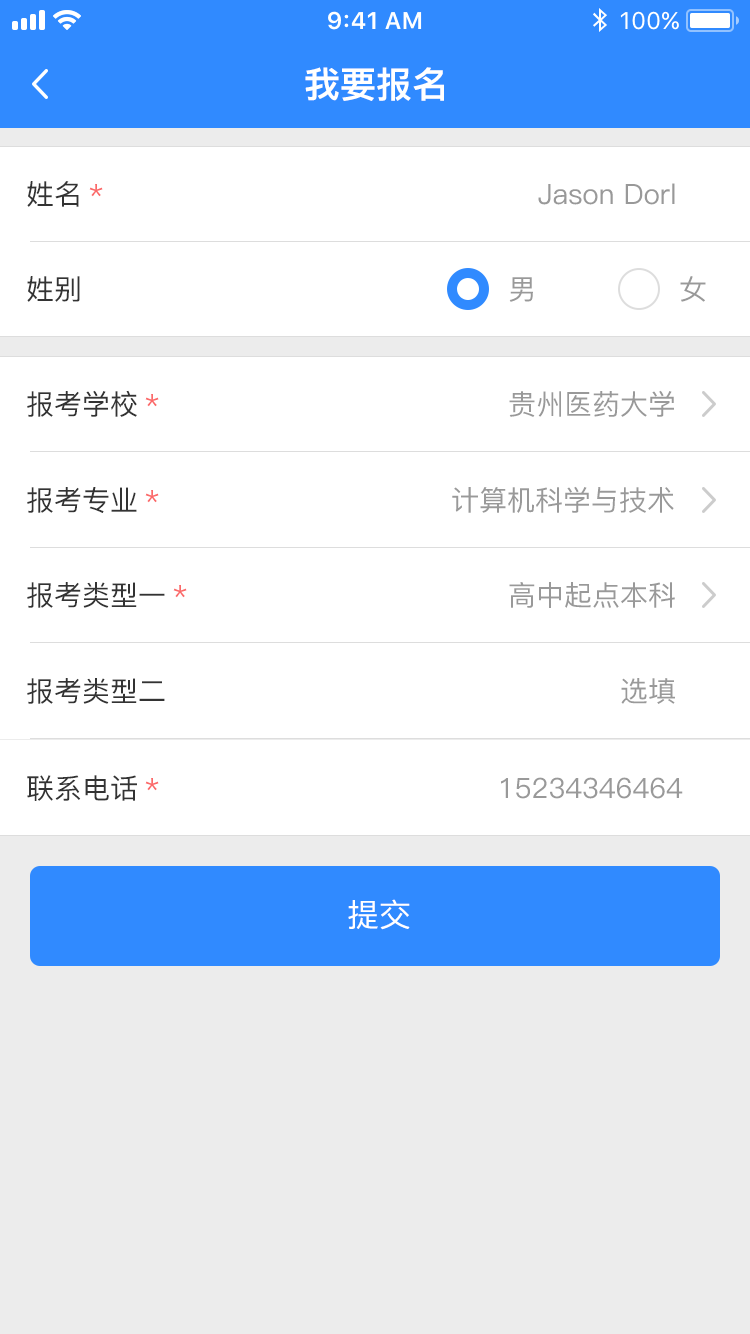 9:41 AM 100%
我要报名
姓名 * Jason Dorl
姓别 男 女
报考学校 * 贵州医药大学
报考专业 * 计算机科学与技术
报考类型一 * 高中起点本科
报考类型二 选填
联系电话 * 15234346464
提交